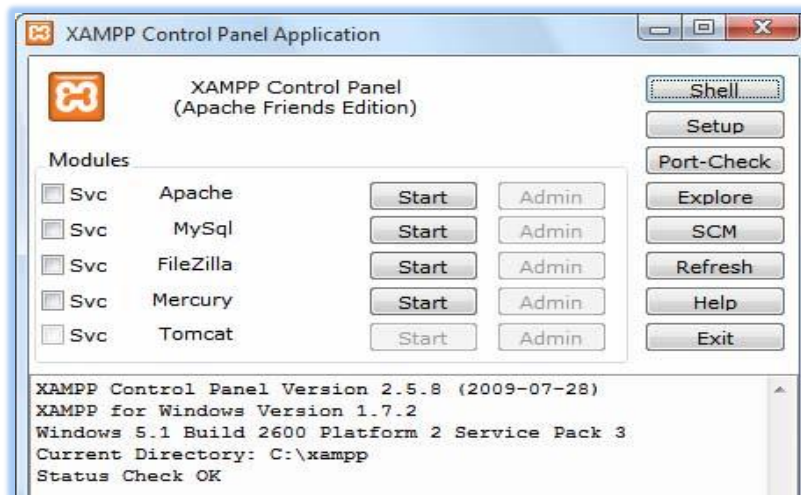 XAMPP Control Panel Application
XAMPP Control Panel
(Apache Friends Edition)
Shell
Setup
Modules
Port-Check
Svc Apache Start Admin Explore
Svc MySql Start Admin SCM
Svc FileZilla Start Admin Refresh
Svc Mercury Start Admin Help
Svc Tomcat Start Admin Exit
XAMPP Control Panel Version 2.5.8 (2009-07-28)
XAMPP for Windows Version 1.7.2
Windows 5.1 Build 2600 Platform 2 Service Pack 3
Current Directory: C:\xampp
Status Check OK